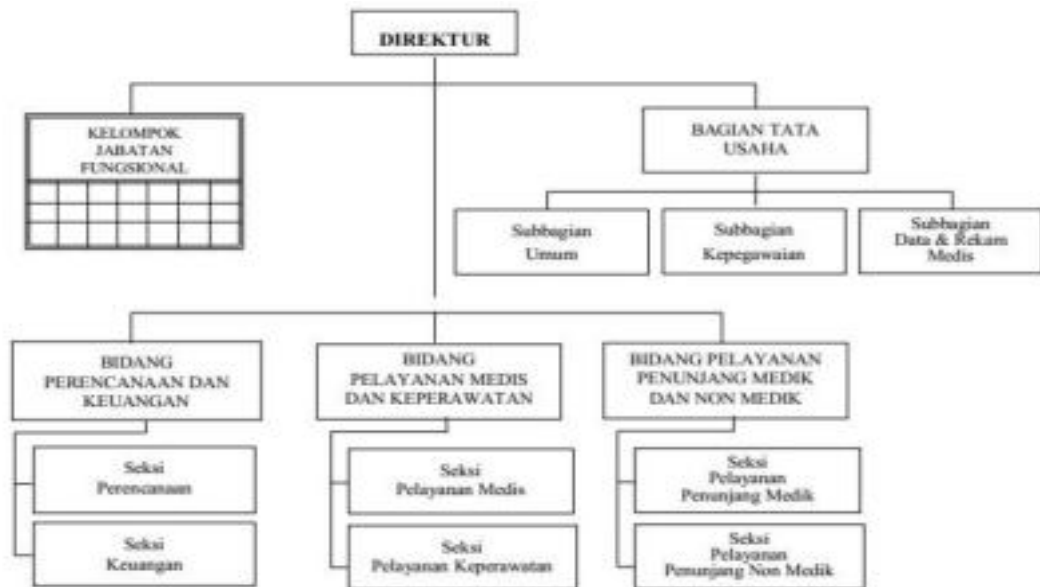 DIREKTUR
KELOMPOK
JABATAN
FUNGSIONAL
BAGIAN TATA
USAHA
Subbagian
Umum
Subbagian
Kepegawaian
Subbagian
Data & Rekam
Medis
BIDANG
PERENCANAAN DAN
KEUANGAN
BIDANG
PELAYANAN MEDIS
DAN KEPERAWATAN
BIDANG PELAYANAN
PENUNJANG MEDIK
DAN NON MEDIK
Seksi
Perencanaan
Seksi
Keuangan
Seksi
Pelayanan Medis
Seksi
Pelayanan Keperawatan
Seksi
Pelayanan
Penunjang Medik
Seksi
Pelayanan
Penunjang Non Medik